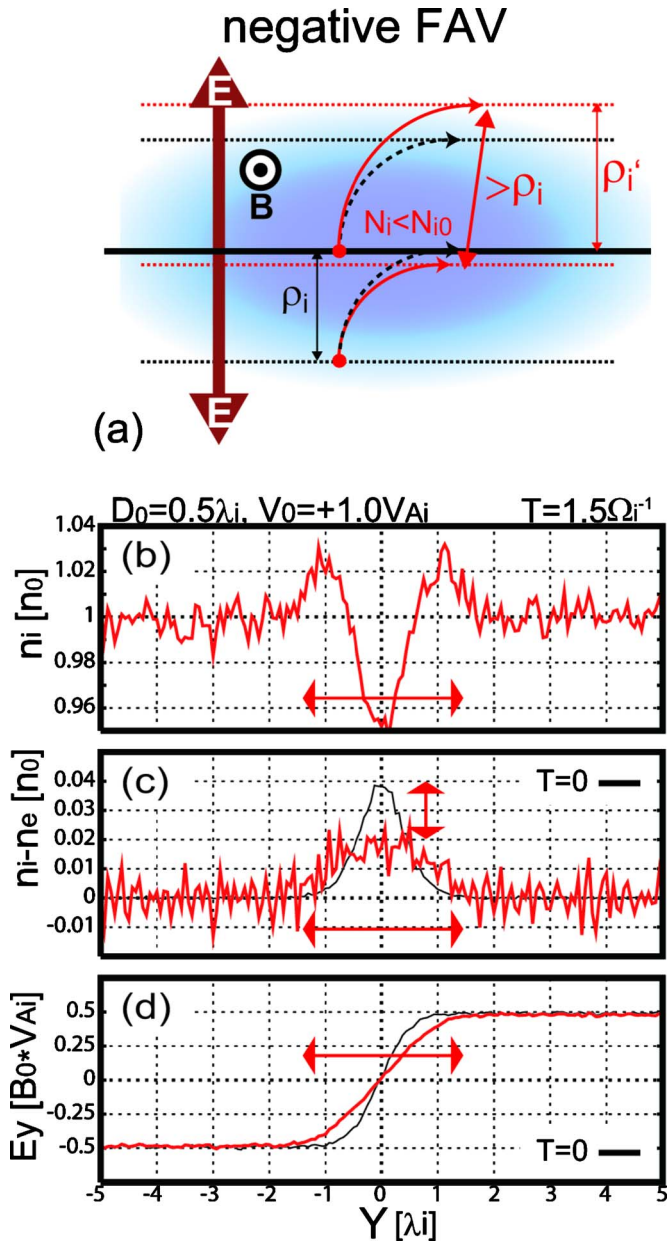 negative FAV
E
B
Ni<Ni0
>ρi
ρi‘
ρi
E
(a)
D0=0.5λi, V0=+1.0VAi T=1.5Ωi⁻¹
(b)
ni [n0]
1.04
1.02
1
0.98
0.96
(c)
T=0
ni-ne [n0]
0.04
0.03
0.02
0.01
0
-0.01
(d)
T=0
Ey [B0*VAi]
0.5
0.25
0
-0.25
-0.5
-5 -4 -3 -2 -1 0 1 2 3 4 5
Y [λi]